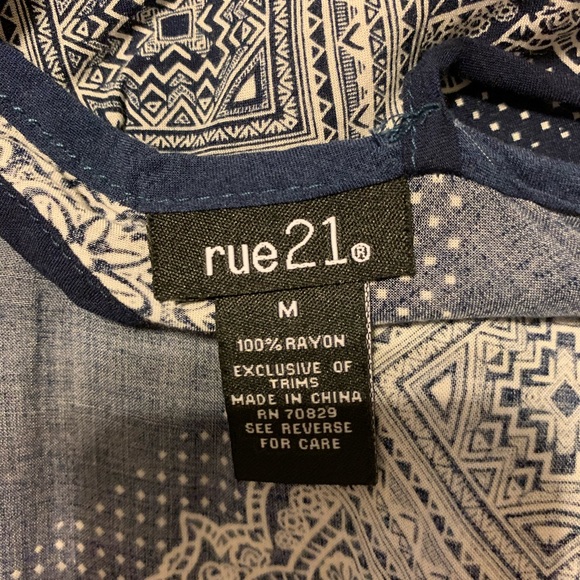 rue21®
M
100% RAYON
EXCLUSIVE OF
TRIMS
MADE IN CHINA
RN 70829
SEE REVERSE
FOR CARE